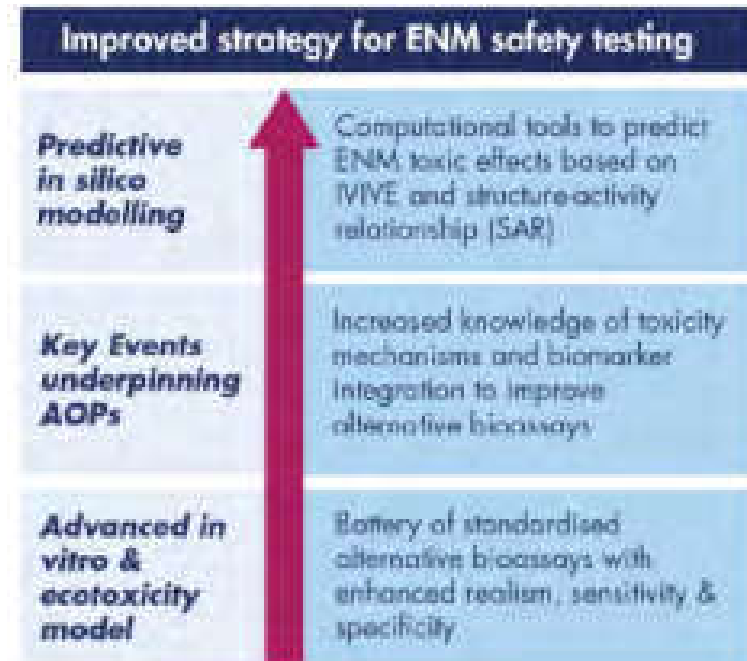 Improved strategy for ENM safety testing
Predictive
in silico
modelling
Computational tools to predict
ENM toxic effects based on
IVIVE and structure-activity
relationship (SAR)
Key Events
underpinning
AOPs
Increased knowledge of toxicity
mechanisms and biomarker
integration to improve
alternative bioassays
Advanced in
vitro &
ecotoxicity
model
Battery of standardised
alternative bioassays with
enhanced realism, sensitivity &
specificity